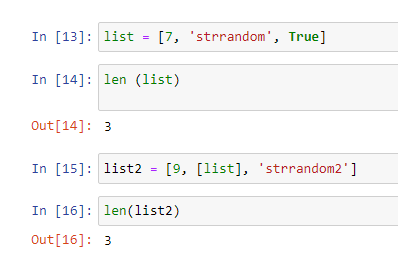 In [13]: list = [7, 'strrandom', True]
In [14]: len (list)
Out[14]: 3
In [15]: list2 = [9, [list], 'strrandom2']
In [16]: len(list2)
Out[16]: 3